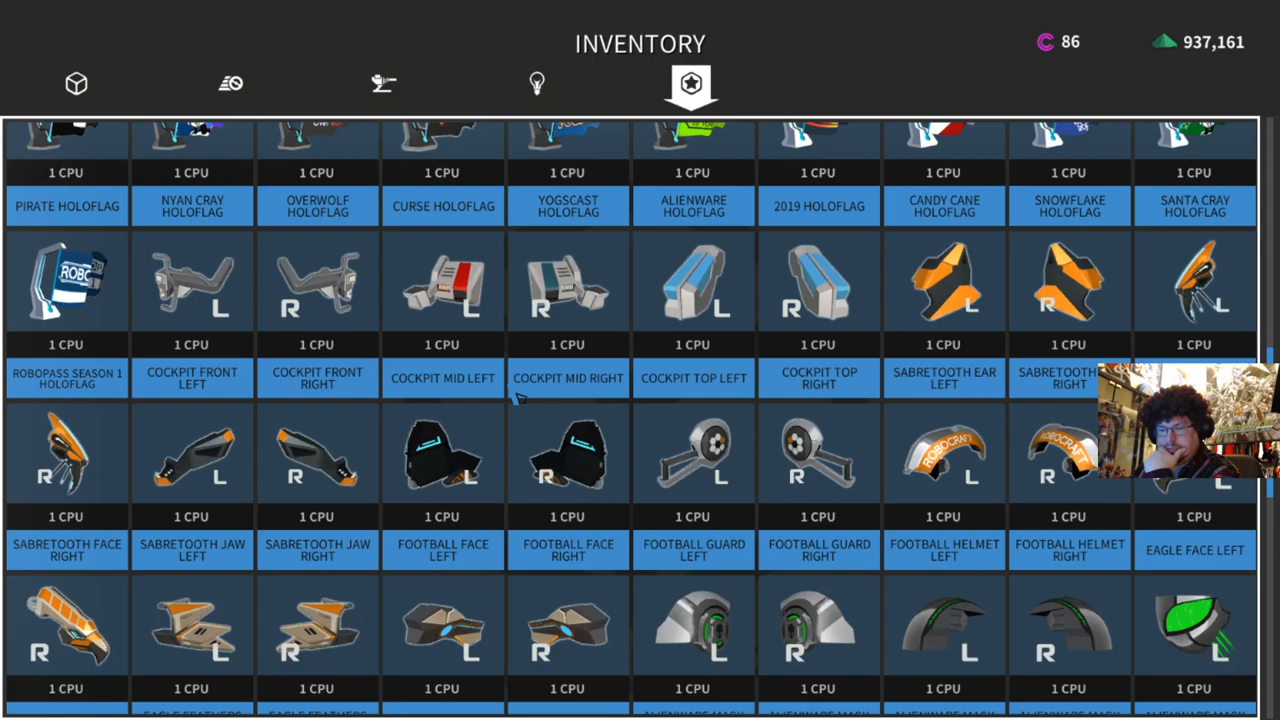 INVENTORY
86
937,161
1 CPU 1 CPU 1 CPU 1 CPU 1 CPU 1 CPU 1 CPU 1 CPU 1 CPU 1 CPU
PIRATE HOLOFLAG
NYAN CRAY
HOLOFLAG
OVERWOLF
HOLOFLAG
CURSE HOLOFLAG
YOGSCAST
HOLOFLAG
ALIENWARE
HOLOFLAG
2019 HOLOFLAG
CANDY CANE
HOLOFLAG
SNOWFLAKE
HOLOFLAG
SANTA CRAY
HOLOFLAG
ROBO
L R L R L R L R L
1 CPU 1 CPU 1 CPU 1 CPU 1 CPU 1 CPU 1 CPU 1 CPU 1 CPU 1 CPU
ROBOPASS SEASON 1
HOLOFLAG
COCKPIT FRONT
LEFT
COCKPIT FRONT
RIGHT
COCKPIT MID LEFT
COCKPIT MID RIGHT
COCKPIT TOP LEFT
COCKPIT TOP
RIGHT
SABRETOOTH EAR
LEFT
SABRETOOTH
RIGHT
ROBOCRAFT
ROBOCRAFT
R L R L R L R L R L
1 CPU 1 CPU 1 CPU 1 CPU 1 CPU 1 CPU 1 CPU 1 CPU 1 CPU 1 CPU
SABRETOOTH FACE
RIGHT
SABRETOOTH JAW
LEFT
SABRETOOTH JAW
RIGHT
FOOTBALL FACE
LEFT
FOOTBALL FACE
RIGHT
FOOTBALL GUARD
LEFT
FOOTBALL GUARD
RIGHT
FOOTBALL HELMET
LEFT
FOOTBALL HELMET
RIGHT
EAGLE FACE LEFT
R L R L R L R L R L
1 CPU 1 CPU 1 CPU 1 CPU 1 CPU 1 CPU 1 CPU 1 CPU 1 CPU 1 CPU